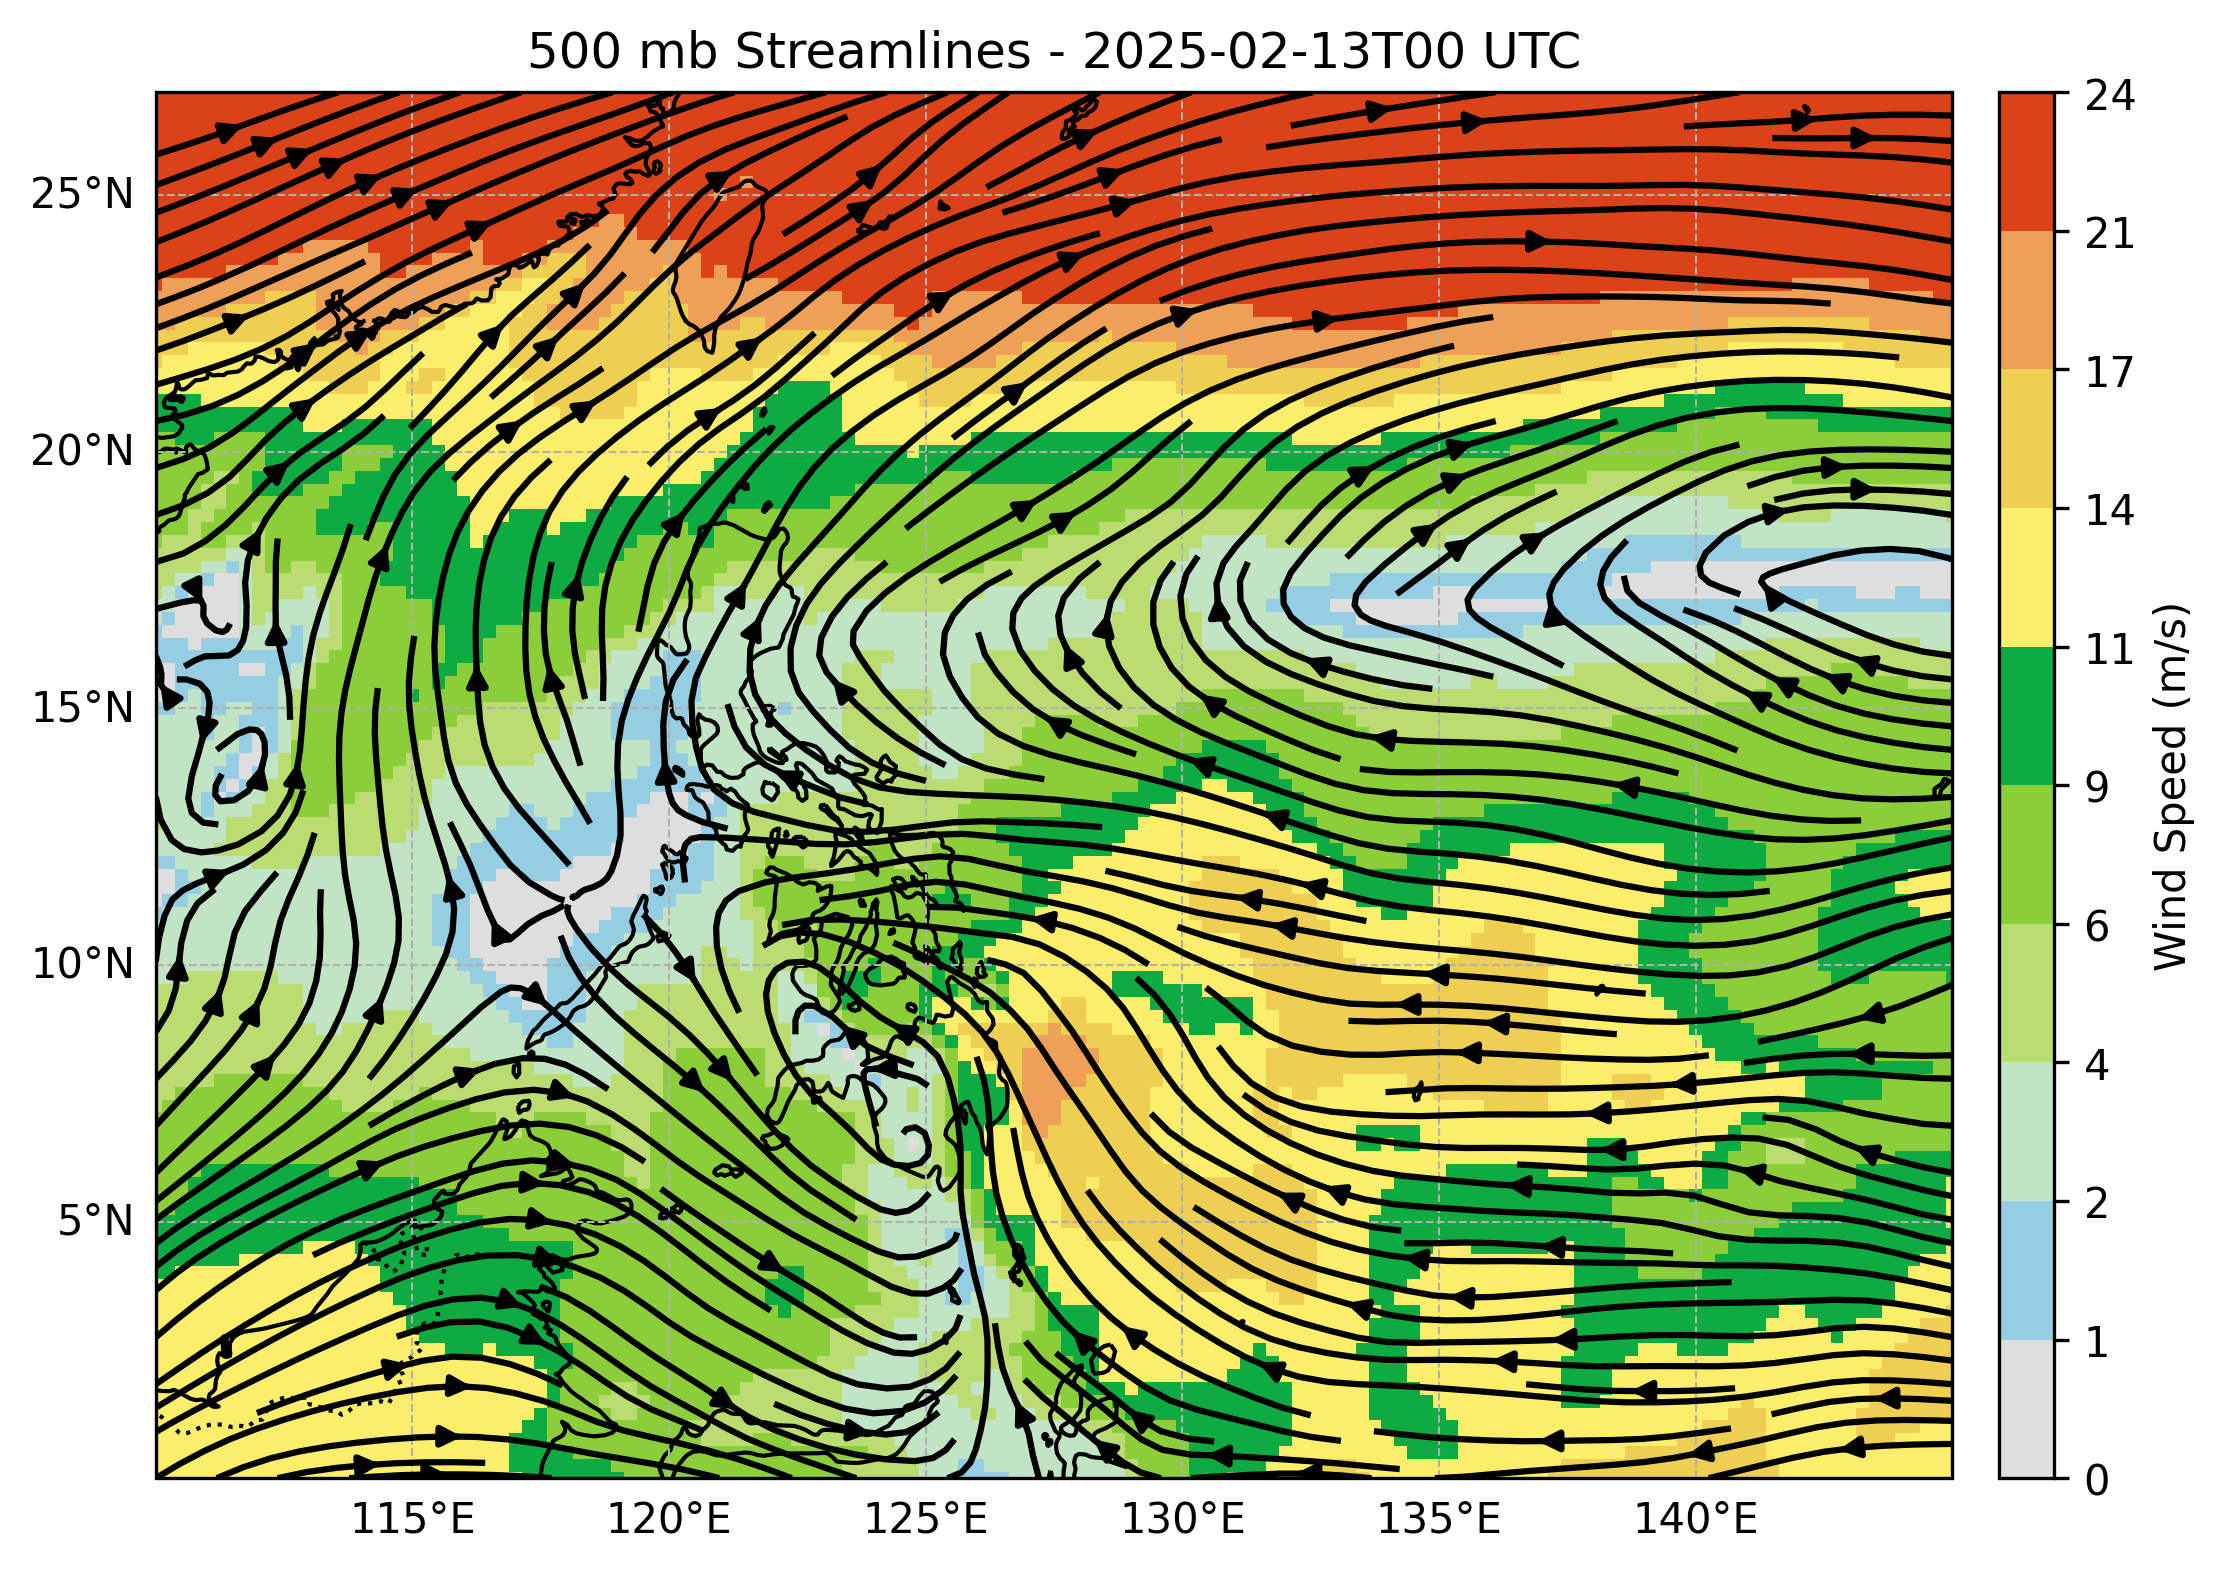 500 mb Streamlines - 2025-02-13T00 UTC
25°N
20°N
15°N
10°N
5°N
115°E
120°E
125°E
130°E
135°E
140°E
24
21
17
14
11
9
6
4
2
1
0
Wind Speed (m/s)